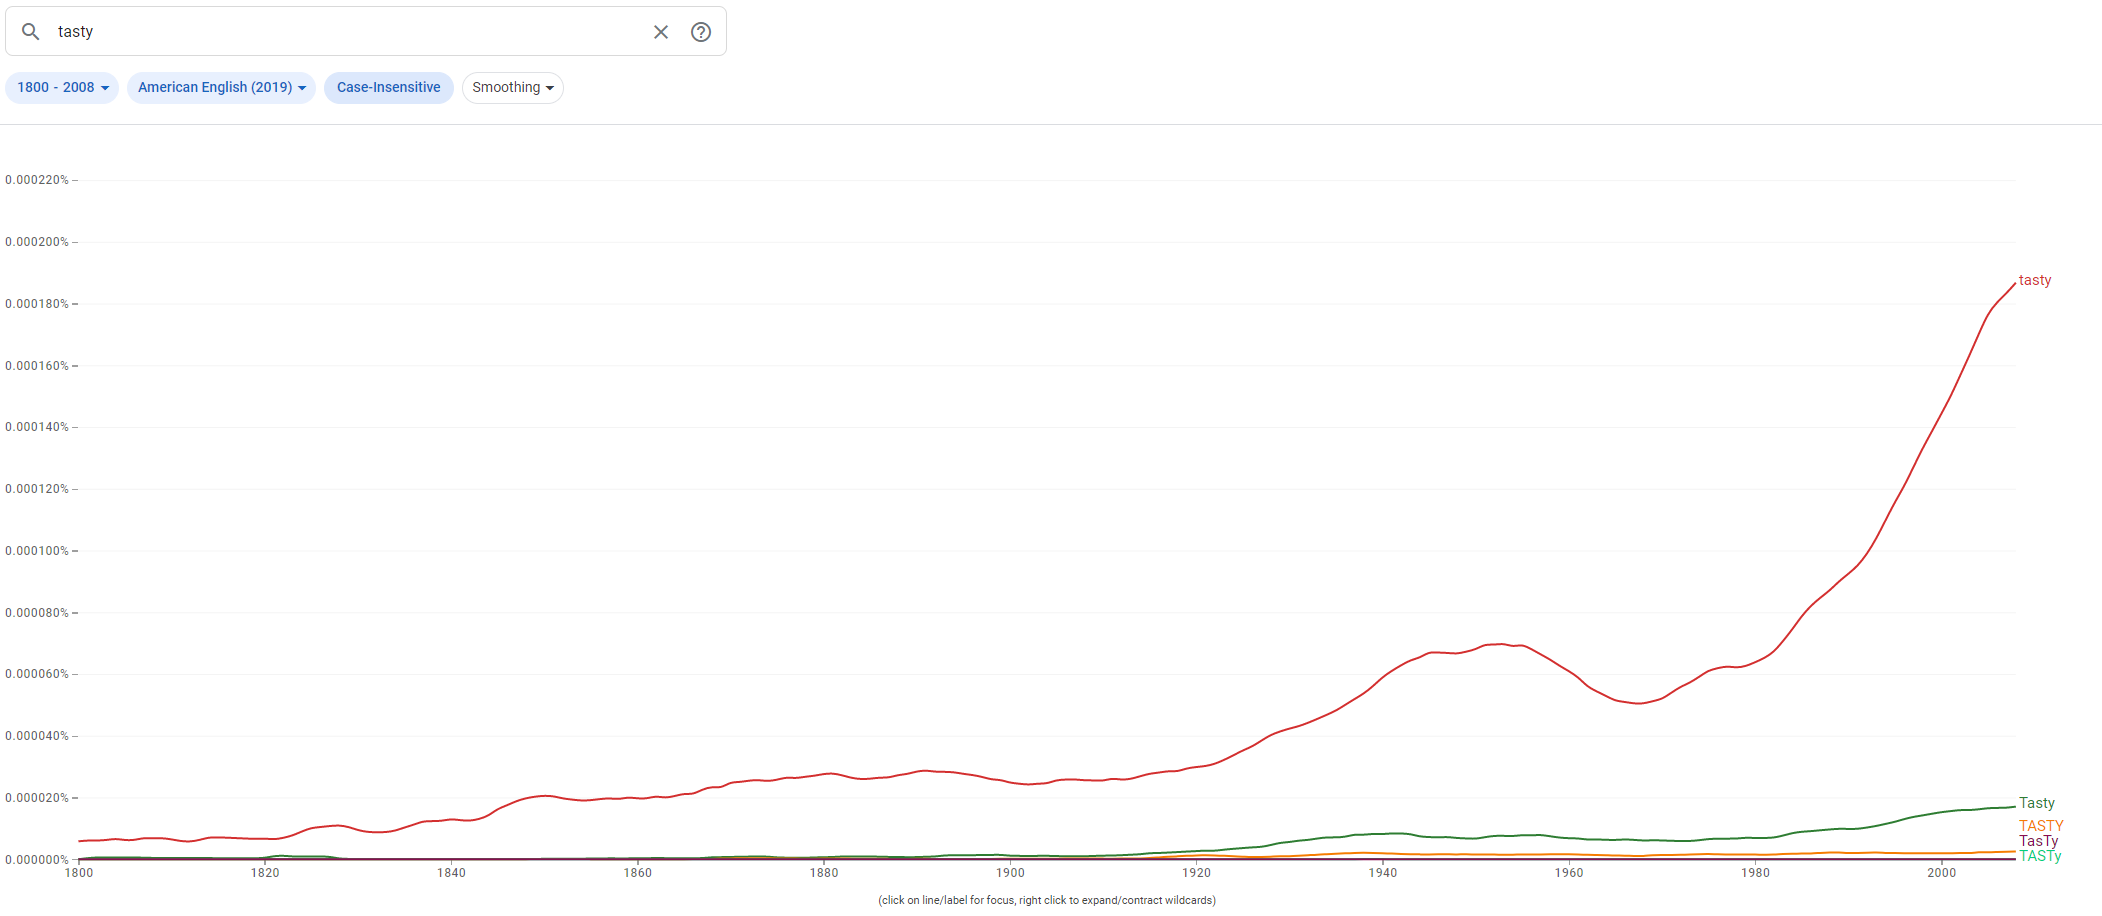 tasty
1800 - 2008 American English (2019) Case-Insensitive Smoothing
0.000220%
0.000200%
0.000180%
0.000160%
0.000140%
0.000120%
0.000100%
0.000080%
0.000060%
0.000040%
0.000020%
0.000000%
tasty
Tasty
TASTY
TasTy
TASTy
1800 1820 1840 1860 1880 1900 1920 1940 1960 1980 2000
(click on line/label for focus, right click to expand/contract wildcards)